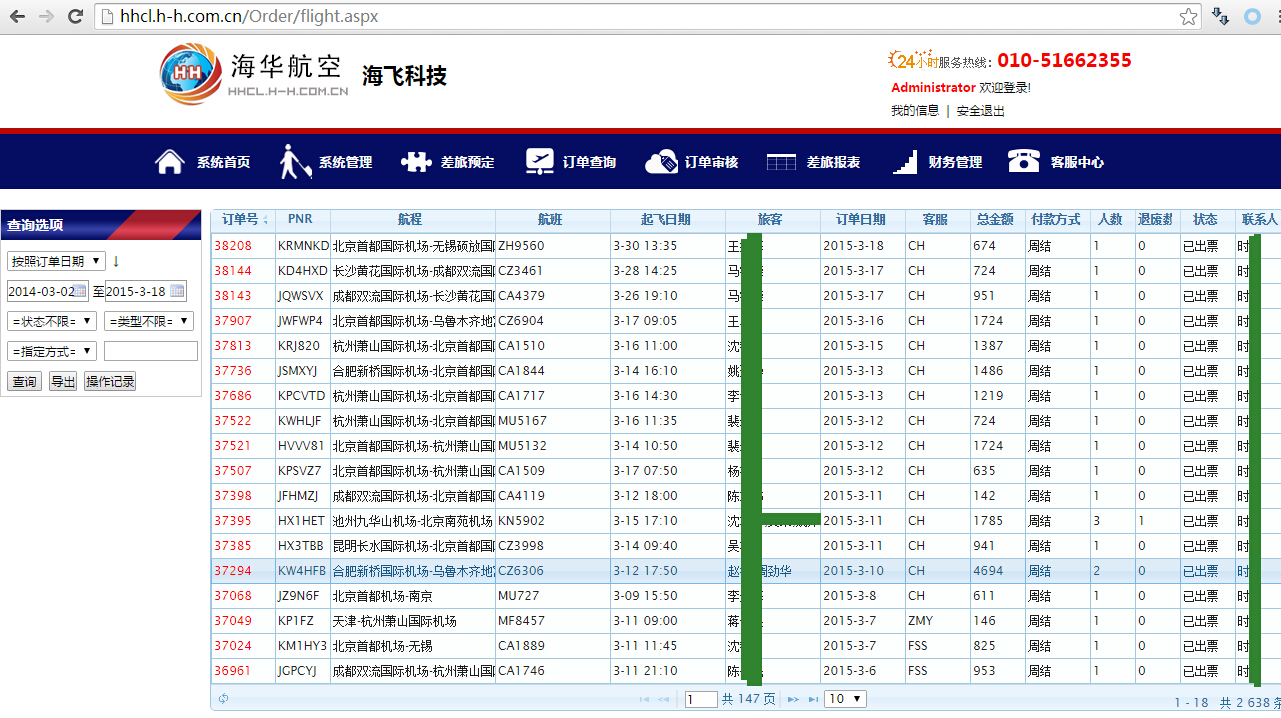 hhcl.h-h.com.cn/Order/flight.aspx
HH 海华航空 海飞科技
HHCL.H-H.COM.CN
24小时服务热线：010-51662355
Administrator 欢迎登录!
我的信息 | 安全退出
系统首页 系统管理 差旅预定 订单查询 订单审核 差旅报表 财务管理 客服中心
查询选项
按照订单日期 ▼ ↓
2014-03-02 至 2015-3-18
=状态不限= ▼ =类型不限= ▼
=指定方式= ▼
查询 导出 操作记录
订单号 PNR 航程 航班 起飞日期 旅客 订单日期 客服 总金额 付款方式 人数 退废数 状态 联系人
38208 KRMNKD 北京首都国际机场-无锡硕放国 ZH9560 3-30 13:35 王 2015-3-18 CH 674 周结 1 0 已出票 时
38144 KD4HXD 长沙黄花国际机场-成都双流国 CZ3461 3-28 14:25 马 2015-3-17 CH 724 周结 1 0 已出票 时
38143 JQWSVX 成都双流国际机场-长沙黄花国 CA4379 3-26 19:10 马 2015-3-17 CH 951 周结 1 0 已出票 时
37907 JWFWP4 北京首都国际机场-乌鲁木齐地 CZ6904 3-17 09:05 王 2015-3-16 CH 1724 周结 1 0 已出票 时
37813 KRJ820 杭州萧山国际机场-北京首都国 CA1510 3-16 11:00 沈 2015-3-15 CH 1387 周结 1 0 已出票 时
37736 JSMXYJ 合肥新桥国际机场-北京首都国 CA1844 3-14 16:10 姚 2015-3-13 CH 1486 周结 1 0 已出票 时
37686 KPCVTD 杭州萧山国际机场-北京首都国 CA1717 3-16 14:30 李 2015-3-13 CH 1219 周结 1 0 已出票 时
37522 KWHLJF 杭州萧山国际机场-北京首都国 MU5167 3-16 11:35 裴 2015-3-12 CH 724 周结 1 0 已出票 时
37521 HVVV81 北京首都国际机场-杭州萧山国 MU5132 3-14 10:50 裴 2015-3-12 CH 1724 周结 1 0 已出票 时
37507 KPSVZ7 北京首都国际机场-杭州萧山国 CA1509 3-17 07:50 杨 2015-3-12 CH 635 周结 1 0 已出票 时
37398 JFHMZJ 成都双流国际机场-北京首都国 CA4119 3-12 18:00 陈 2015-3-11 CH 142 周结 1 0 已出票 时
37395 HX1HET 池州九华山机场-北京南苑机场 KN5902 3-15 17:10 沈 2015-3-11 CH 1785 周结 3 1 已出票 时
37385 HX3TBB 昆明长水国际机场-北京首都国 CZ3998 3-14 09:40 吴 2015-3-11 CH 941 周结 1 0 已出票 时
37294 KW4HFB 合肥新桥国际机场-乌鲁木齐地 CZ6306 3-12 17:50 赵 周劲华 2015-3-10 CH 4694 周结 2 0 已出票 时
37068 JZ9N6F 北京首都机场-南京 MU727 3-09 15:50 李 2015-3-8 CH 611 周结 1 0 已出票 时
37049 KP1FZ 天津-杭州萧山国际机场 MF8457 3-11 09:00 蒋 2015-3-7 ZMY 146 周结 1 0 已出票 时
37024 KM1HY3 北京首都机场-无锡 CA1889 3-11 11:45 沈 2015-3-7 FSS 825 周结 1 0 已出票 时
36961 JGPCYJ 成都双流国际机场-杭州萧山国 CA1746 3-11 21:10 陈 2015-3-6 FSS 953 周结 1 0 已出票 时
1 共 147 页 10 ▼ 1 - 18 共 2 638 条